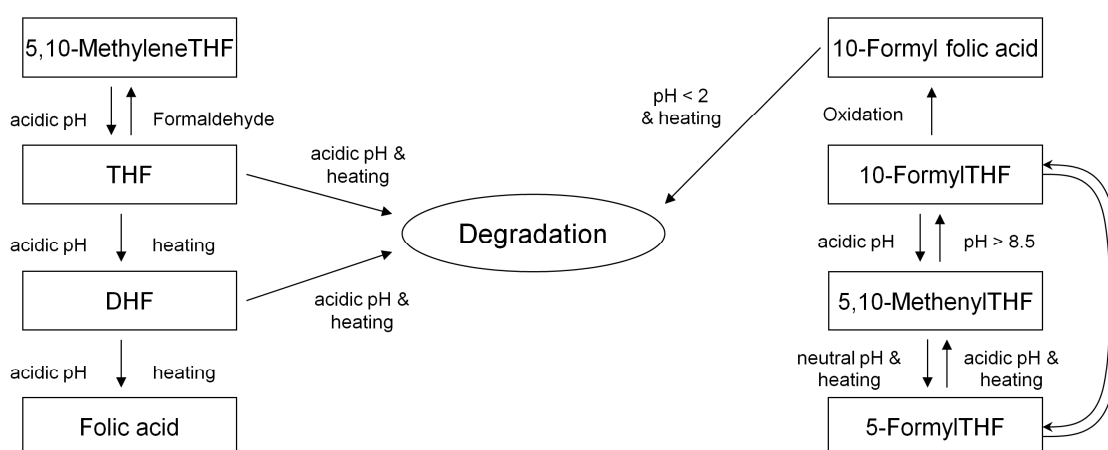 5,10-MethyleneTHF
acidic pH
Formaldehyde
THF
acidic pH
heating
DHF
acidic pH
heating
Folic acid
acidic pH &
heating
acidic pH &
heating
Degradation
pH < 2
& heating
10-Formyl folic acid
Oxidation
10-FormylTHF
acidic pH
pH > 8.5
5,10-MethenylTHF
neutral pH &
heating
acidic pH &
heating
5-FormylTHF